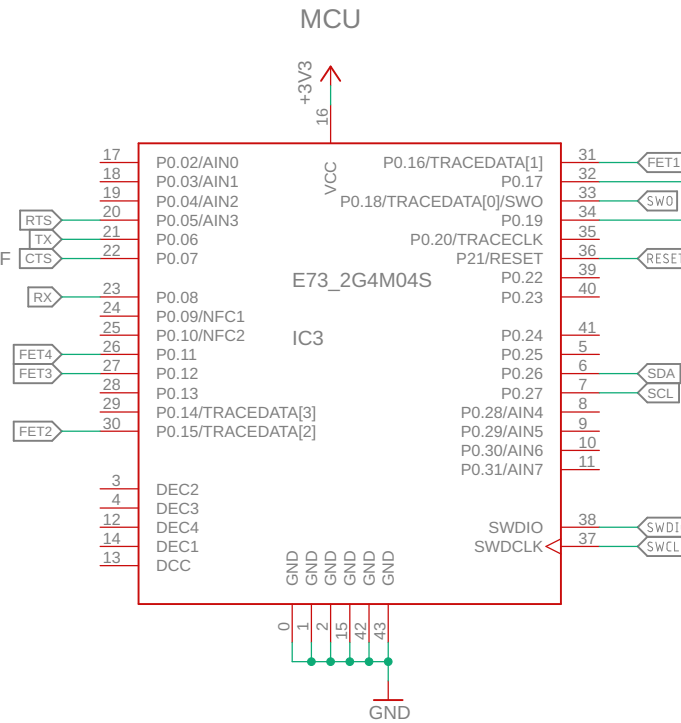 MCU
+3V3
16
VCC
17 P0.02/AIN0
18 P0.03/AIN1
19 P0.04/AIN2
RTS 20 P0.05/AIN3
TX 21 P0.06
F CTS 22 P0.07
RX 23 P0.08
24 P0.09/NFC1
25 P0.10/NFC2
FET4 26 P0.11
FET3 27 P0.12
28 P0.13
29 P0.14/TRACEDATA[3]
FET2 30 P0.15/TRACEDATA[2]
3 DEC2
4 DEC3
12 DEC4
14 DEC1
13 DCC
E73_2G4M04S
IC3
P0.16/TRACEDATA[1] 31 FET1
P0.17 32
P0.18/TRACEDATA[0]/SWO 33 SWO
P0.19 34
P0.20/TRACECLK 35
P21/RESET 36 RESET
P0.22 39
P0.23 40
P0.24 41
P0.25 5
P0.26 6 SDA
P0.27 7 SCL
P0.28/AIN4 8
P0.29/AIN5 9
P0.30/AIN6 10
P0.31/AIN7 11
SWDIO 38 SWDI
SWDCLK 37 SWCL
GND GND GND GND GND GND
0 1 2 15 42 43
GND